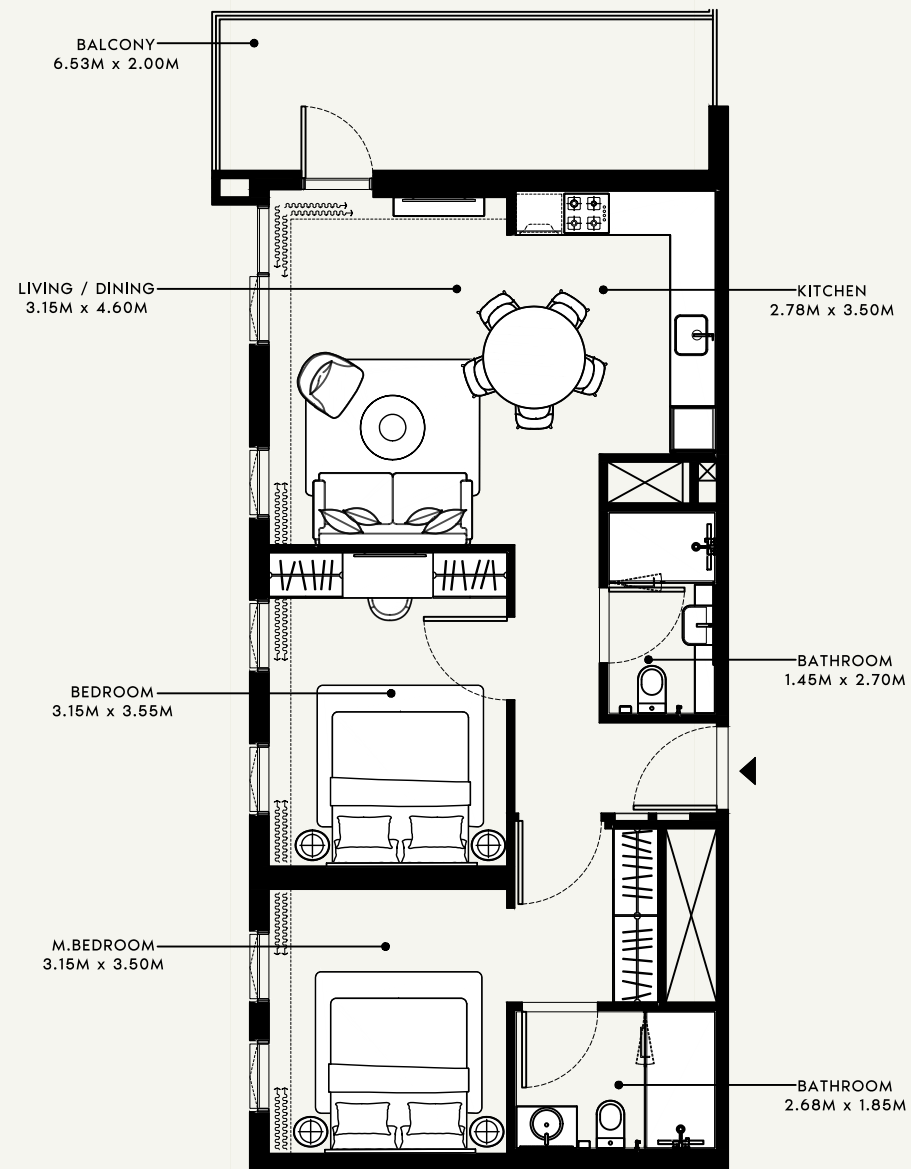 BALCONY
6.53M x 2.00M
LIVING / DINING
3.15M x 4.60M
KITCHEN
2.78M x 3.50M
BATHROOM
1.45M x 2.70M
BEDROOM
3.15M x 3.55M
M.BEDROOM
3.15M x 3.50M
BATHROOM
2.68M x 1.85M